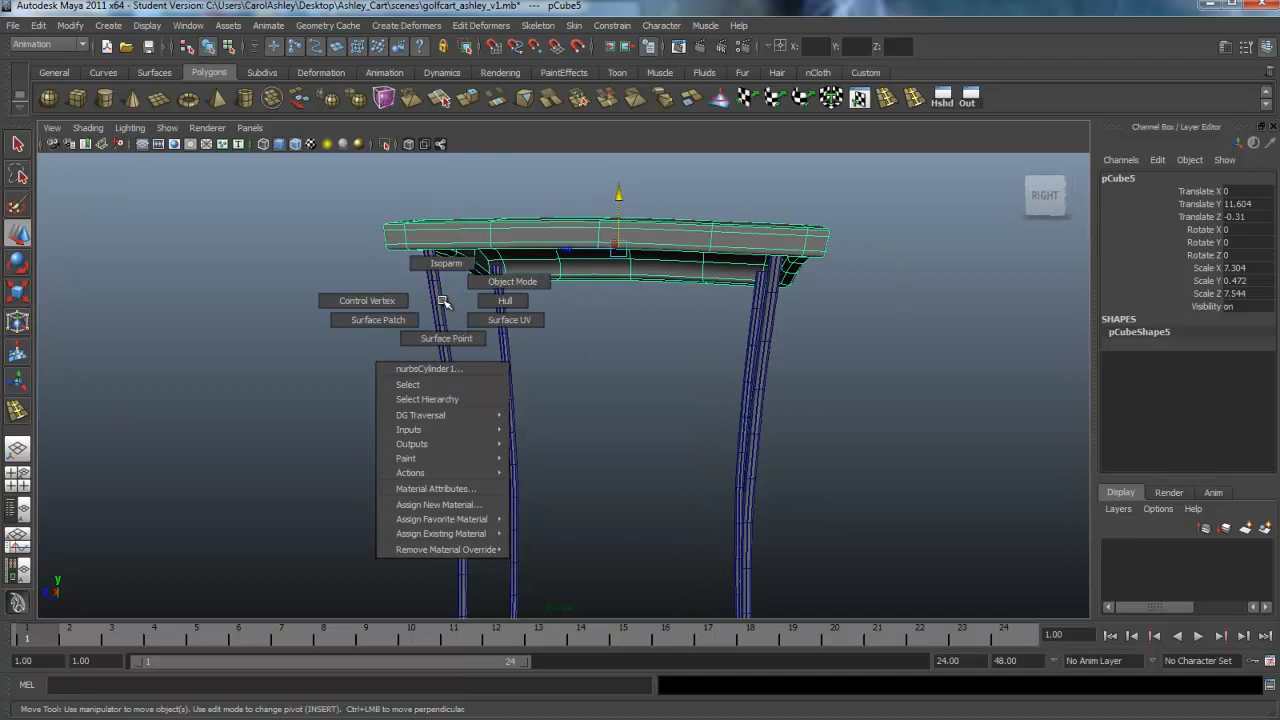 Autodesk Maya 2011 x64 - Student Version: C:\Users\CarolAshley\Desktop\Ashley_Cart\scenes\golfcart_ashley_v1.mb* --- pCube5
File Edit Modify Create Display Window Assets Animate Geometry Cache Create Deformers Edit Deformers Skeleton Skin Constrain Character Muscle Help
Animation X: Y: Z:
General Curves Surfaces Polygons Subdivs Deformation Animation Dynamics Rendering PaintEffects Toon Muscle Fluids Fur Hair nCloth Custom
Hshd Out
View Shading Lighting Show Renderer Panels
Channel Box / Layer Editor
Channels Edit Object Show
pCube5
Translate X 0
Translate Y 11.604
Translate Z -0.31
Rotate X 0
Rotate Y 0
Rotate Z 0
Scale X 7.304
Scale Y 0.472
Scale Z 7.544
Visibility on
SHAPES
pCubeShape5
RIGHT
Isoparm
Object Mode
Control Vertex Hull
Surface Patch Surface UV
Surface Point
nurbsCylinder1...
Select
Select Hierarchy
DG Traversal
Inputs
Outputs
Paint
Actions
Material Attributes...
Assign New Material...
Assign Favorite Material
Assign Existing Material
Remove Material Override
y
Display Render Anim
Layers Options Help
1 2 3 4 5 6 7 8 9 10 11 12 13 14 15 16 17 18 19 20 21 22 23 24
1 1.00
1.00 1.00 1 24 24.00 48.00 No Anim Layer No Character Set
MEL
Move Tool: Use manipulator to move object(s). Use edit mode to change pivot (INSERT). Ctrl+LMB to move perpendicular.